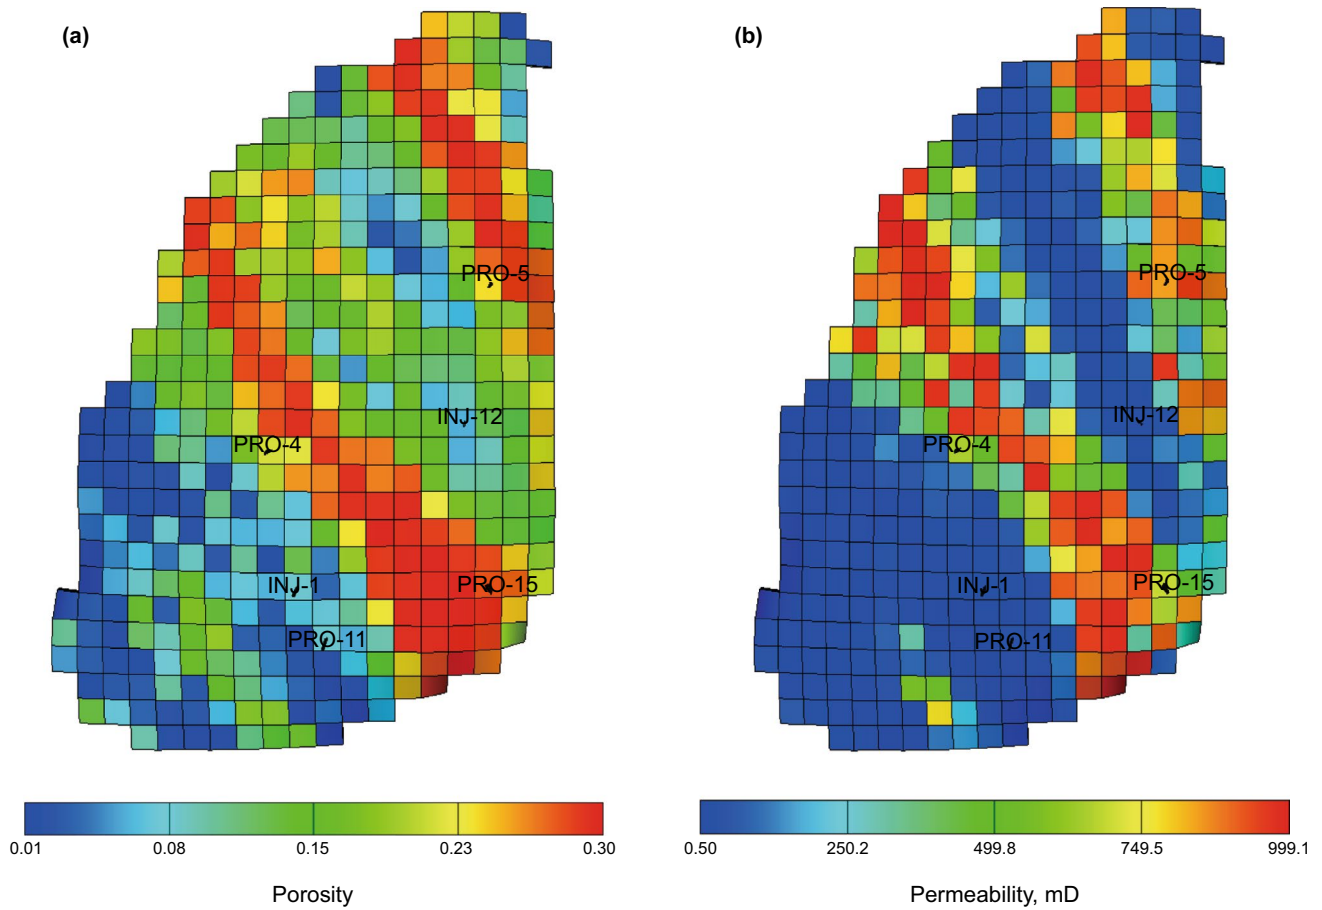 (a)
(b)
PRO-5
PRO-5
INJ-12
INJ-12
PRO-4
PRO-4
INJ-1
PRO-15
INJ-1
PRO-15
PRO-11
PRO-11
0.01 0.08 0.15 0.23 0.30
0.50 250.2 499.8 749.5 999.1
Porosity
Permeability, mD